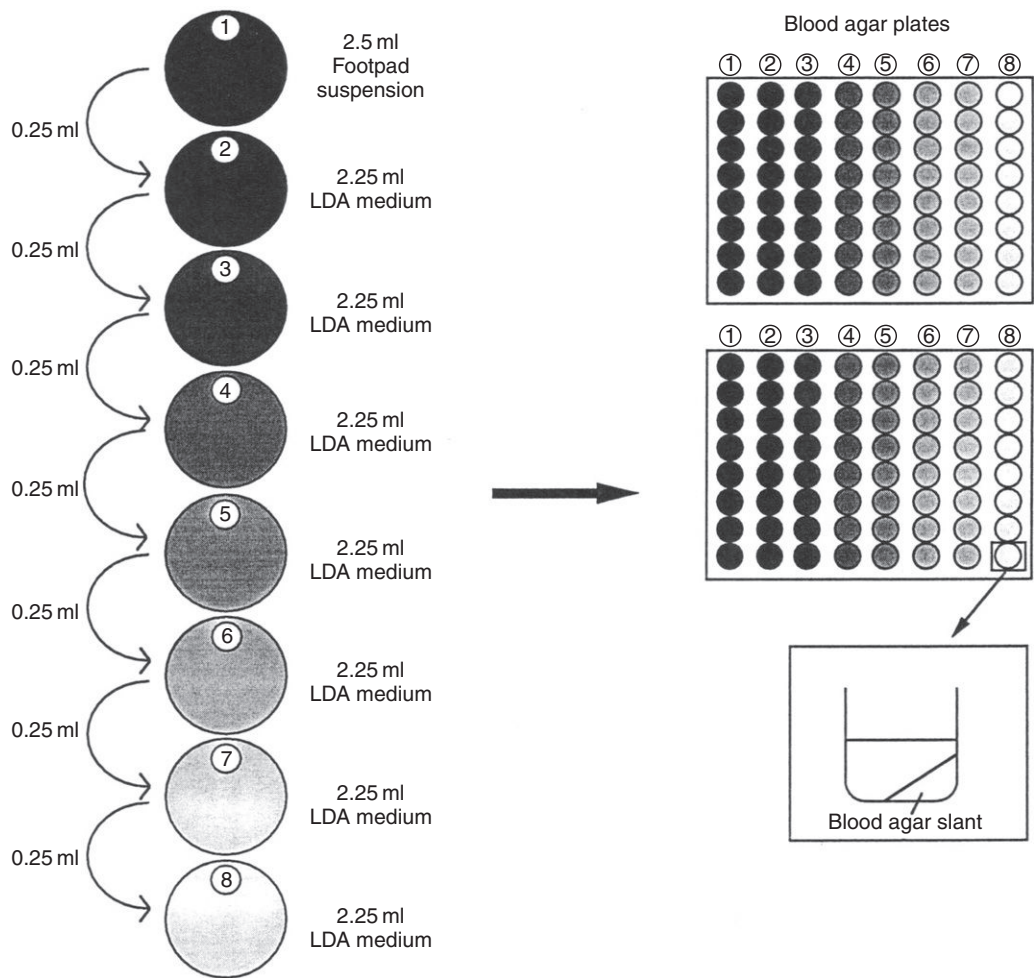 1
2.5 ml
Footpad
suspension
0.25 ml
2
2.25 ml
LDA medium
0.25 ml
3
2.25 ml
LDA medium
0.25 ml
4
2.25 ml
LDA medium
0.25 ml
5
2.25 ml
LDA medium
0.25 ml
6
2.25 ml
LDA medium
0.25 ml
7
2.25 ml
LDA medium
0.25 ml
8
2.25 ml
LDA medium
Blood agar plates
1 2 3 4 5 6 7 8
1 2 3 4 5 6 7 8
Blood agar slant